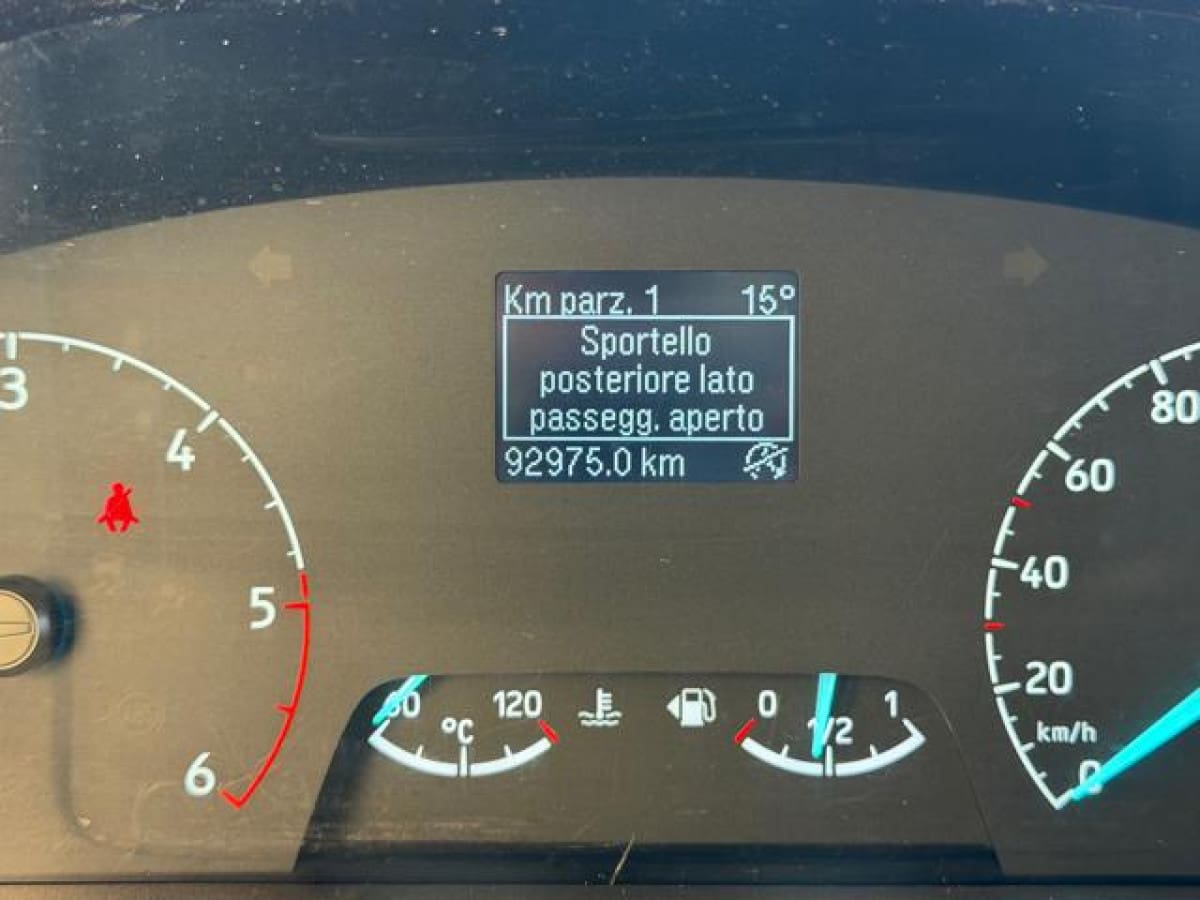 Km parz. 1 15°
Sportello
posteriore lato
passegg. aperto
92975.0 km
3
4
5
6
60 120
°C
0 1/2 1
80
60
40
20
km/h
0